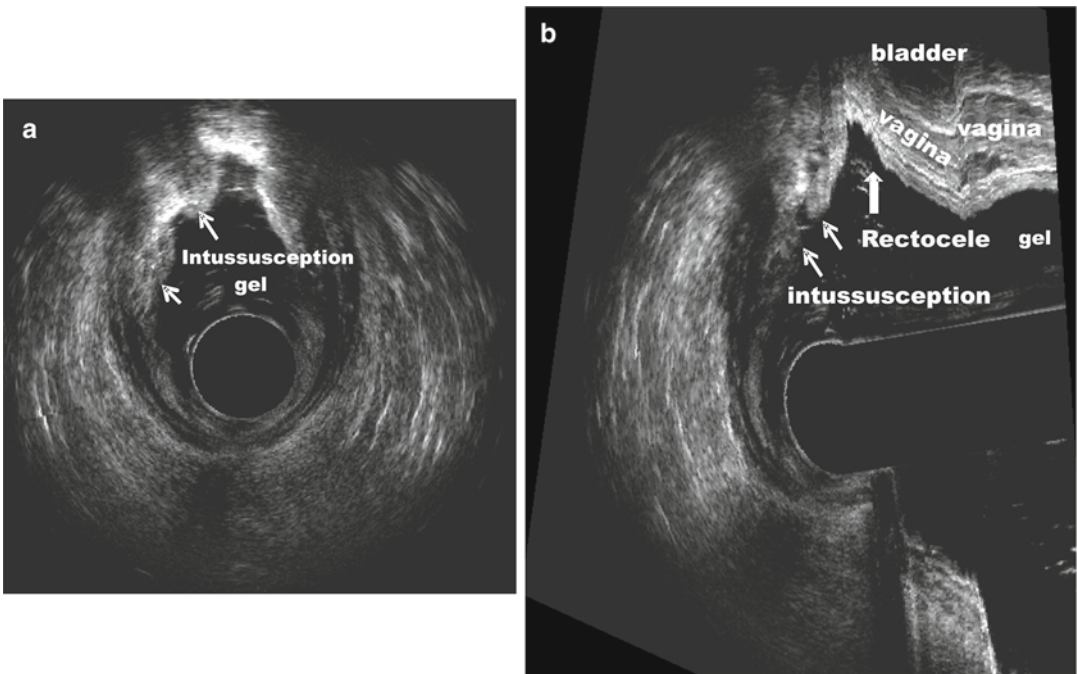 a
Intussusception
gel
b
bladder
vagina
vagina
Rectocele
gel
intussusception